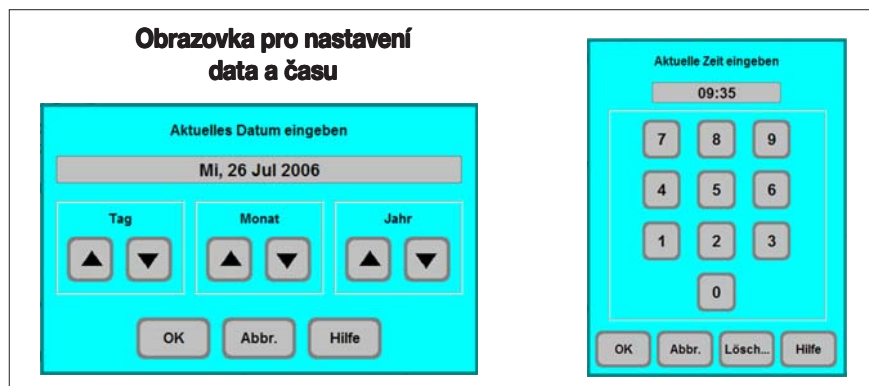 Obrazovka pro nastavení
data a času
Aktuelles Datum eingeben
Mi, 26 Jul 2006
Tag Monat Jahr
OK Abbr. Hilfe
Aktuelle Zeit eingeben
09:35
7 8 9
4 5 6
1 2 3
0
OK Abbr. Lösch... Hilfe